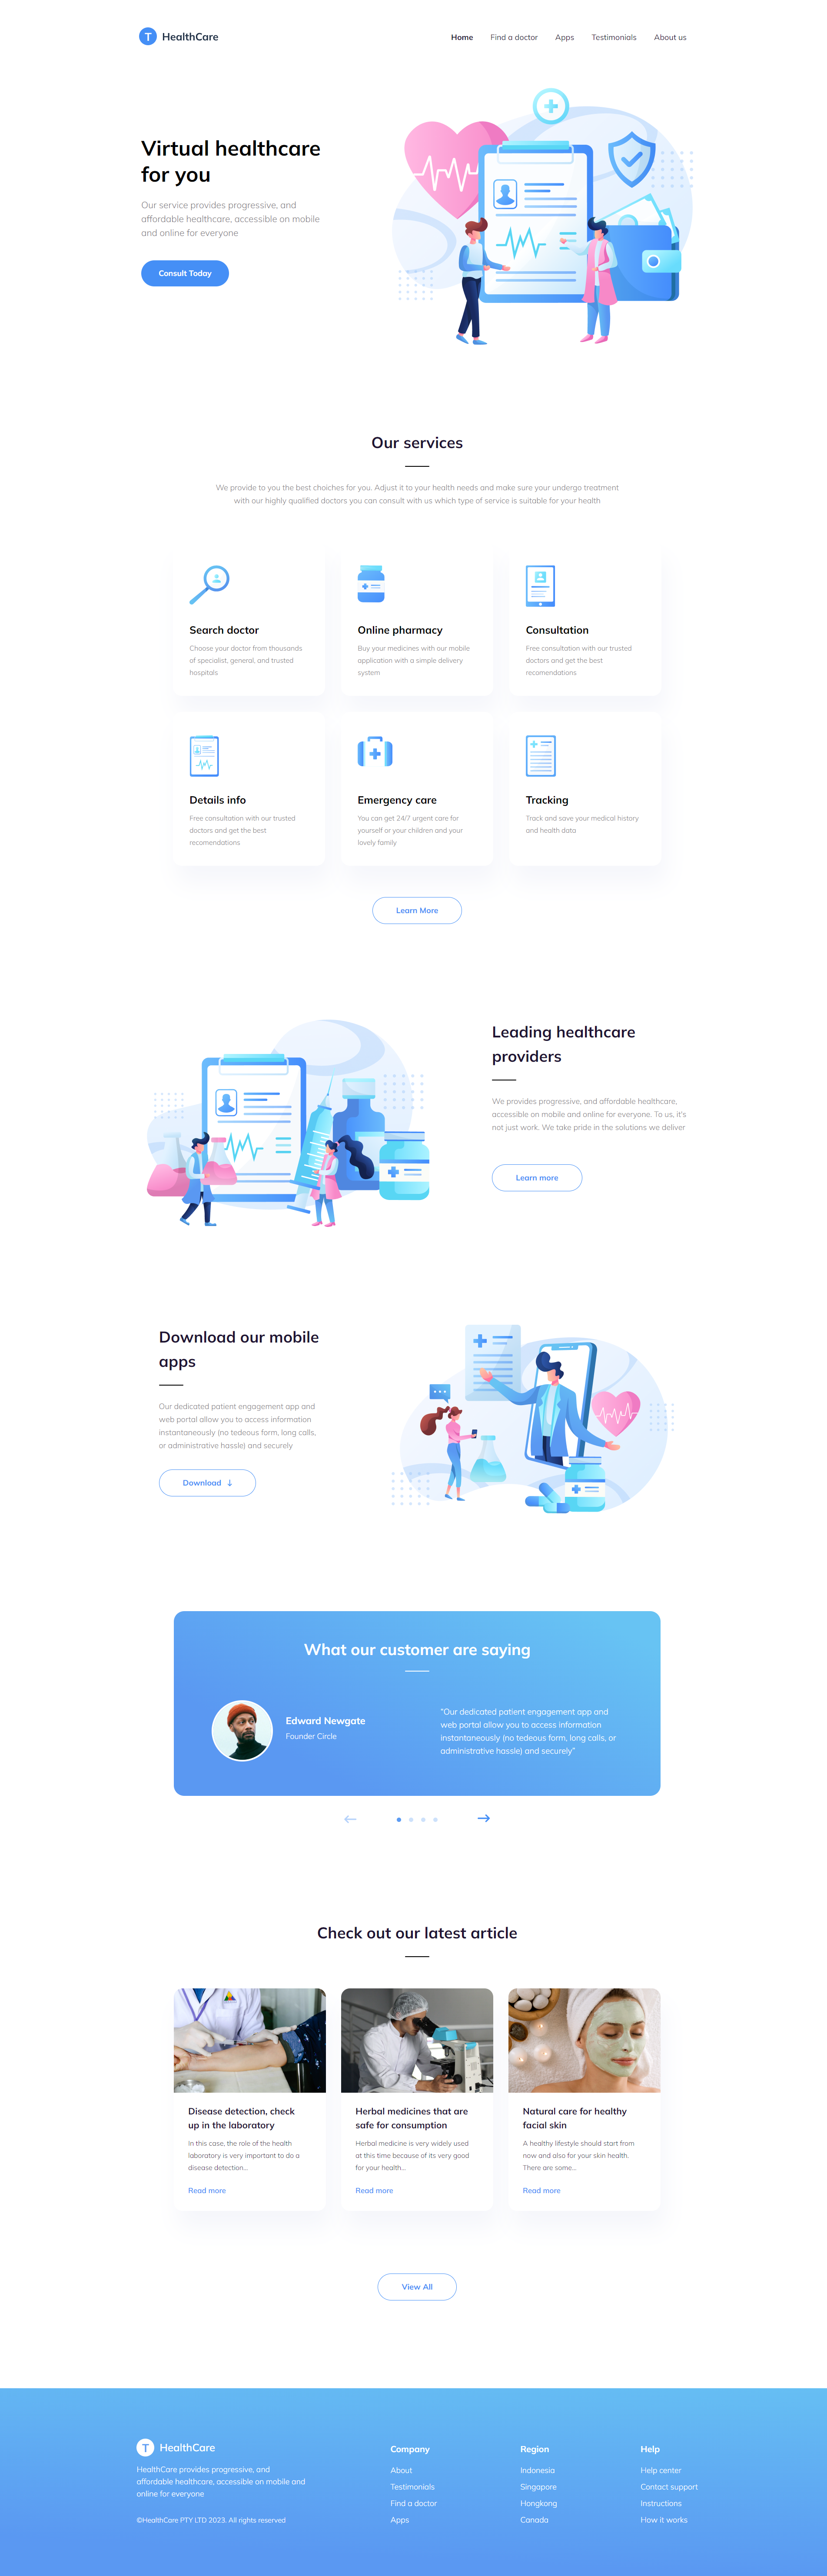 T HealthCare
Home Find a doctor Apps Testimonials About us
Virtual healthcare
for you
Our service provides progressive, and
affordable healthcare, accessible on mobile
and online for everyone
Consult Today
Our services
We provide to you the best choiches for you. Adjust it to your health needs and make sure your undergo treatment
with our highly qualified doctors you can consult with us which type of service is suitable for your health
Search doctor
Choose your doctor from thousands
of specialist, general, and trusted
hospitals
Online pharmacy
Buy your medicines with our mobile
application with a simple delivery
system
Consultation
Free consultation with our trusted
doctors and get the best
recomendations
Details info
Free consultation with our trusted
doctors and get the best
recomendations
Emergency care
You can get 24/7 urgent care for
yourself or your children and your
lovely family
Tracking
Track and save your medical history
and health data
Learn More
Leading healthcare
providers
We provides progressive, and affordable healthcare,
accessible on mobile and online for everyone. To us, it's
not just work. We take pride in the solutions we deliver
Learn more
Download our mobile
apps
Our dedicated patient engagement app and
web portal allow you to access information
instantaneously (no tedeous form, long calls,
or administrative hassle) and securely
Download ↓
What our customer are saying
Edward Newgate
Founder Circle
"Our dedicated patient engagement app and
web portal allow you to access information
instantaneously (no tedeous form, long calls, or
administrative hassle) and securely"
Check out our latest article
Disease detection, check
up in the laboratory
In this case, the role of the health
laboratory is very important to do a
disease detection...
Read more
Herbal medicines that are
safe for consumption
Herbal medicine is very widely used
at this time because of its very good
for your health...
Read more
Natural care for healthy
facial skin
A healthy lifestyle should start from
now and also for your skin health.
There are some...
Read more
View All
T HealthCare
HealthCare provides progressive, and
affordable healthcare, accessible on mobile and
online for everyone
©HealthCare PTY LTD 2023. All rights reserved
Company
About
Testimonials
Find a doctor
Apps
Region
Indonesia
Singapore
Hongkong
Canada
Help
Help center
Contact support
Instructions
How it works